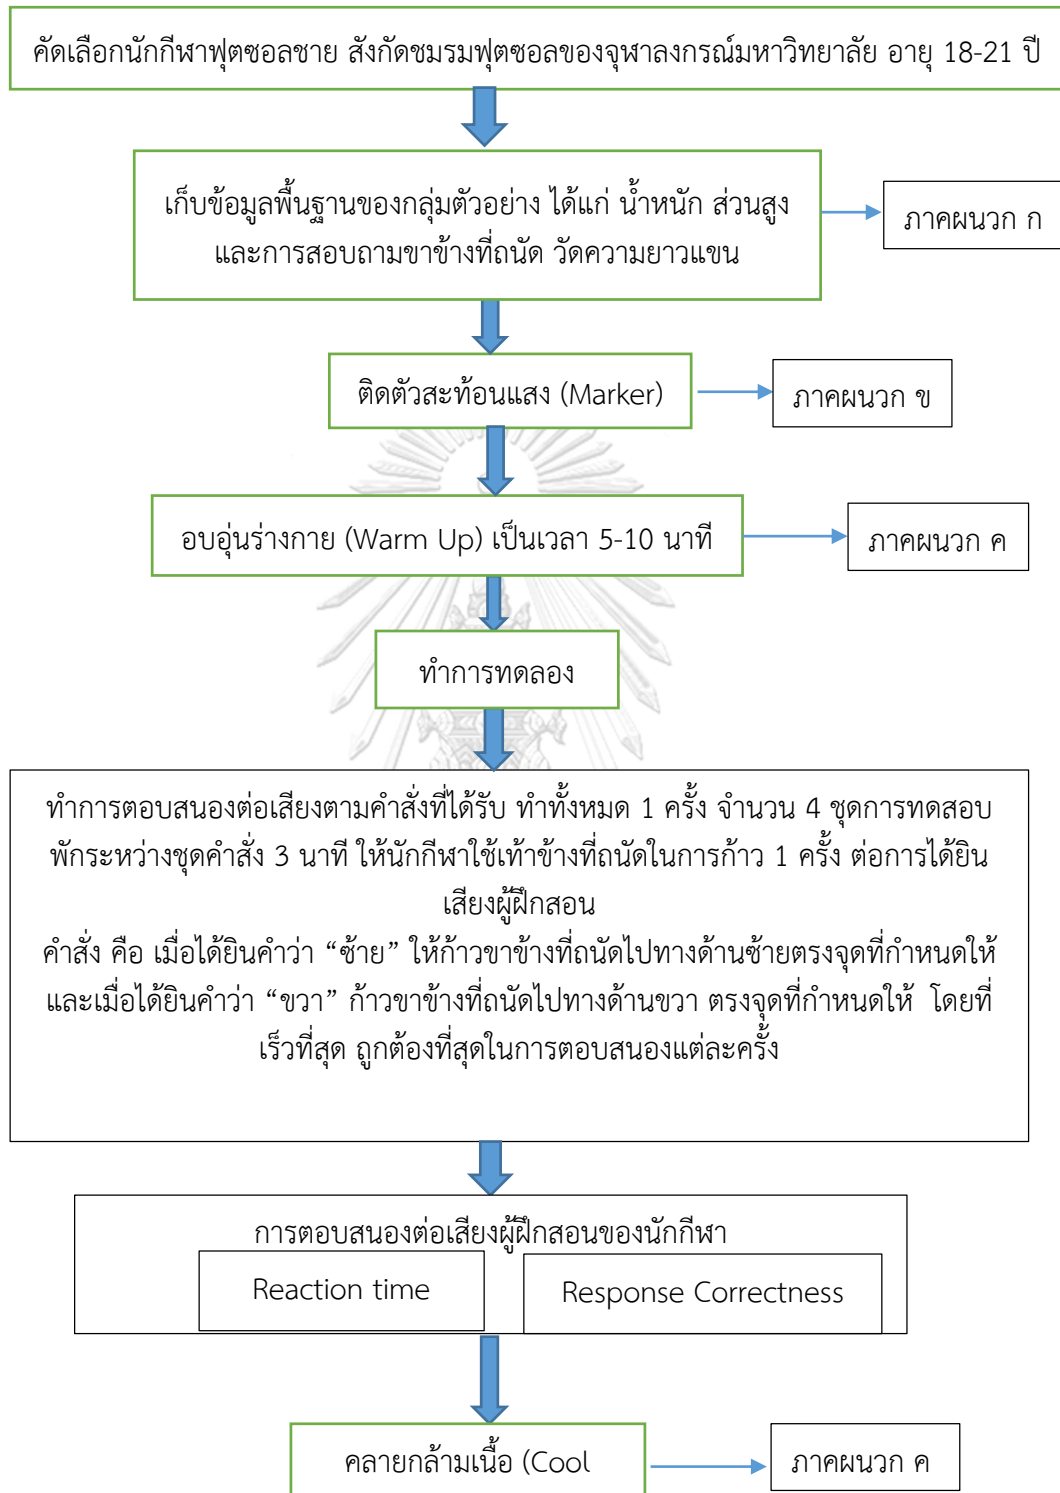 คัดเลือกนักกีฬาฟุตซอลชาย สังกัดชมรมฟุตซอลของจุฬาลงกรณ์มหาวิทยาลัย อายุ 18-21 ปี
เก็บข้อมูลพื้นฐานของกลุ่มตัวอย่าง ได้แก่ น้ำหนัก ส่วนสูง
และการสอบถามขาข้างที่ถนัด วัดความยาวแขน
ภาคผนวก ก
ติดตัวสะท้อนแสง (Marker)
ภาคผนวก ข
อบอุ่นร่างกาย (Warm Up) เป็นเวลา 5-10 นาที
ภาคผนวก ค
ทำการทดลอง
ทำการตอบสนองต่อเสียงตามคำสั่งที่ได้รับ ทำทั้งหมด 1 ครั้ง จำนวน 4 ชุดการทดสอบ
พักระหว่างชุดคำสั่ง 3 นาที ให้นักกีฬาใช้เท้าข้างที่ถนัดในการก้าว 1 ครั้ง ต่อการได้ยิน
เสียงผู้ฝึกสอน
คำสั่ง คือ เมื่อได้ยินคำว่า “ซ้าย” ให้ก้าวขาข้างที่ถนัดไปทางด้านซ้ายตรงจุดที่กำหนดให้
และเมื่อได้ยินคำว่า “ขวา” ก้าวขาข้างที่ถนัดไปทางด้านขวา ตรงจุดที่กำหนดให้ โดยที่
เร็วที่สุด ถูกต้องที่สุดในการตอบสนองแต่ละครั้ง
การตอบสนองต่อเสียงผู้ฝึกสอนของนักกีฬา
Reaction time
Response Correctness
คลายกล้ามเนื้อ (Cool
ภาคผนวก ค